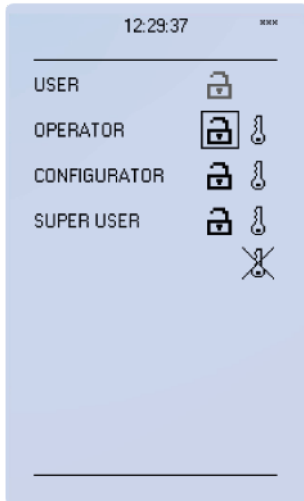 12:29:37 ***
USER
OPERATOR
CONFIGURATOR
SUPER USER